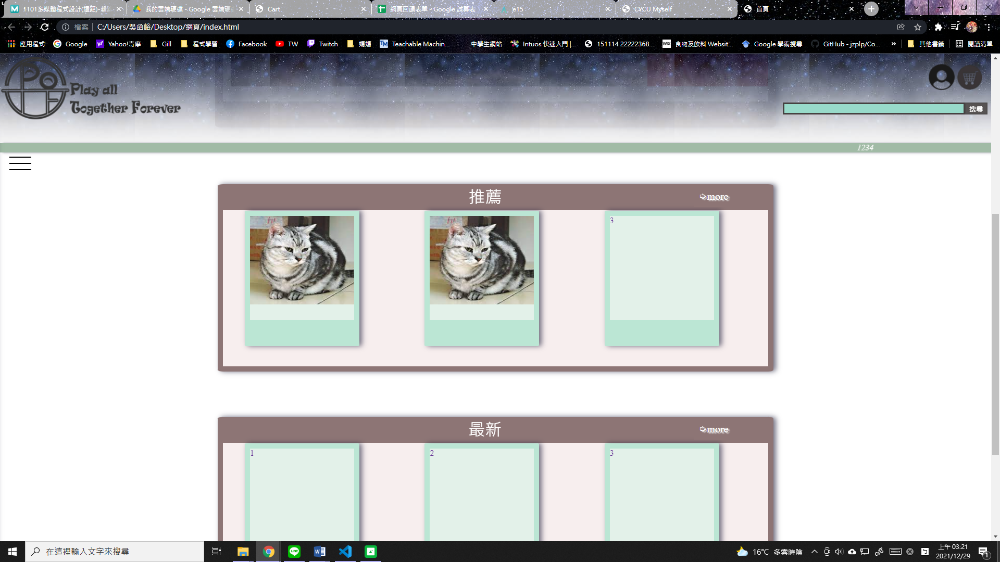 1101多媒體程式設計(遠距)-賴
我的雲端硬碟 - Google 雲端硬
Cart
網頁回饋表單 - Google 試算表
e15
CYCU Myself
首頁
檔案 C:/Users/吳函峪/Desktop/網頁/index.html
應用程式 Google Yahoo!奇摩 Gill 程式學習 Facebook TW Twitch 媽媽 Teachable Machin... 中學生網站 Intuos 快速入門 |... 151114 22222368... 食物及飲料 Websit... Google 學術搜尋 GitHub - jzplp/Co... » 其他書籤 閱讀清單
POTF
Play all
Together Forever
搜尋
1234
推薦 more
3
最新 more
1 2 3
在這裡輸入文字來搜尋
16°C 多雲時陰
上午 03:21
2021/12/29
1